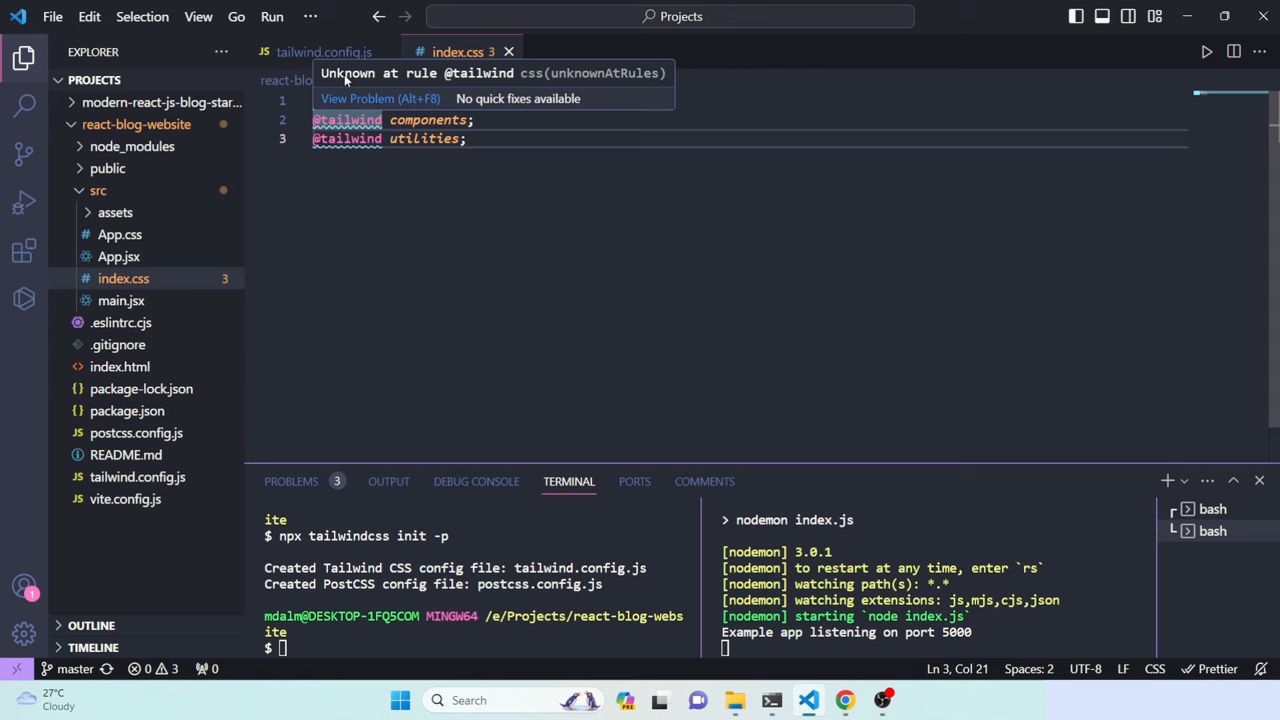 File Edit Selection View Go Run ··· Projects
EXPLORER ···
PROJECTS
modern-react-js-blog-star...
react-blog-website
node_modules
public
src
assets
App.css
App.jsx
index.css 3
main.jsx
.eslintrc.cjs
.gitignore
index.html
package-lock.json
package.json
postcss.config.js
README.md
tailwind.config.js
vite.config.js
OUTLINE
TIMELINE
JS tailwind.config.js # index.css 3
react-blo
Unknown at rule @tailwind css(unknownAtRules)
View Problem (Alt+F8) No quick fixes available
1
2 @tailwind components;
3 @tailwind utilities;
PROBLEMS 3 OUTPUT DEBUG CONSOLE TERMINAL PORTS COMMENTS
ite
$ npx tailwindcss init -p
Created Tailwind CSS config file: tailwind.config.js
Created PostCSS config file: postcss.config.js
mdalm@DESKTOP-1FQ5COM MINGW64 /e/Projects/react-blog-webs
ite
$
> nodemon index.js
[nodemon] 3.0.1
[nodemon] to restart at any time, enter `rs`
[nodemon] watching path(s): *.*
[nodemon] watching extensions: js,mjs,cjs,json
[nodemon] starting `node index.js`
Example app listening on port 5000
bash
bash
1
master 0 3 0 Ln 3, Col 21 Spaces: 2 UTF-8 LF CSS Prettier
27°C
Cloudy
Search
PRE